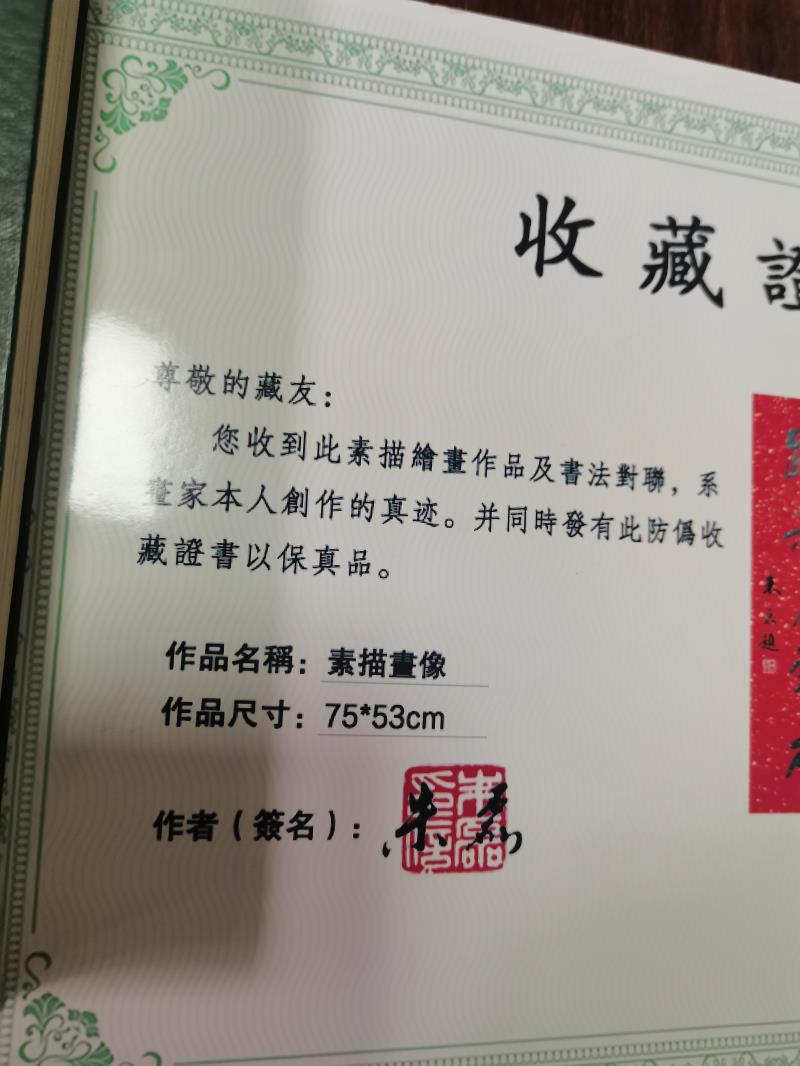 收藏證
尊敬的藏友：
您收到此素描繪畫作品及書法對聯，系
畫家本人創作的真迹。并同時發有此防僞收
藏證書以保真品。
作品名稱：素描畫像
作品尺寸：75*53cm
作者（簽名）：朱磊